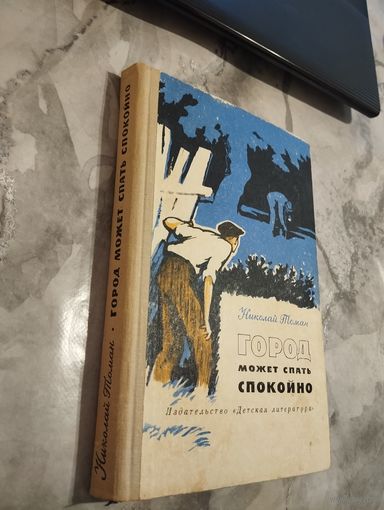 Николай Томан · ГОРОД МОЖЕТ СПАТЬ СПОКОЙНО
Николай Томан
ГОРОД
МОЖЕТ СПАТЬ
СПОКОЙНО
Издательство «Детская литература»